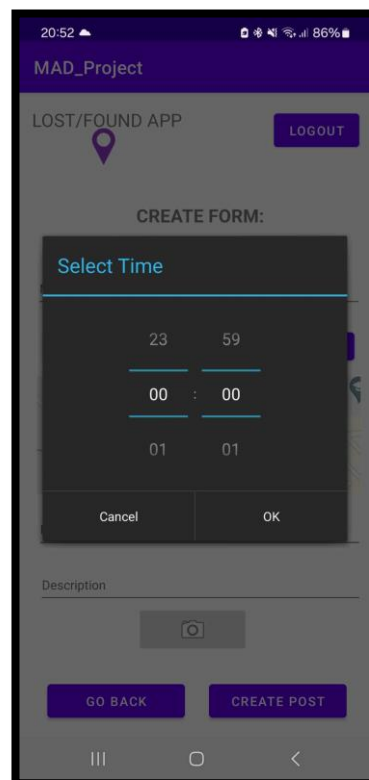 20:52 86%
MAD_Project
LOST/FOUND APP
LOGOUT
CREATE FORM:
Select Time
23 59
00 : 00
01 01
Cancel OK
Description
GO BACK CREATE POST